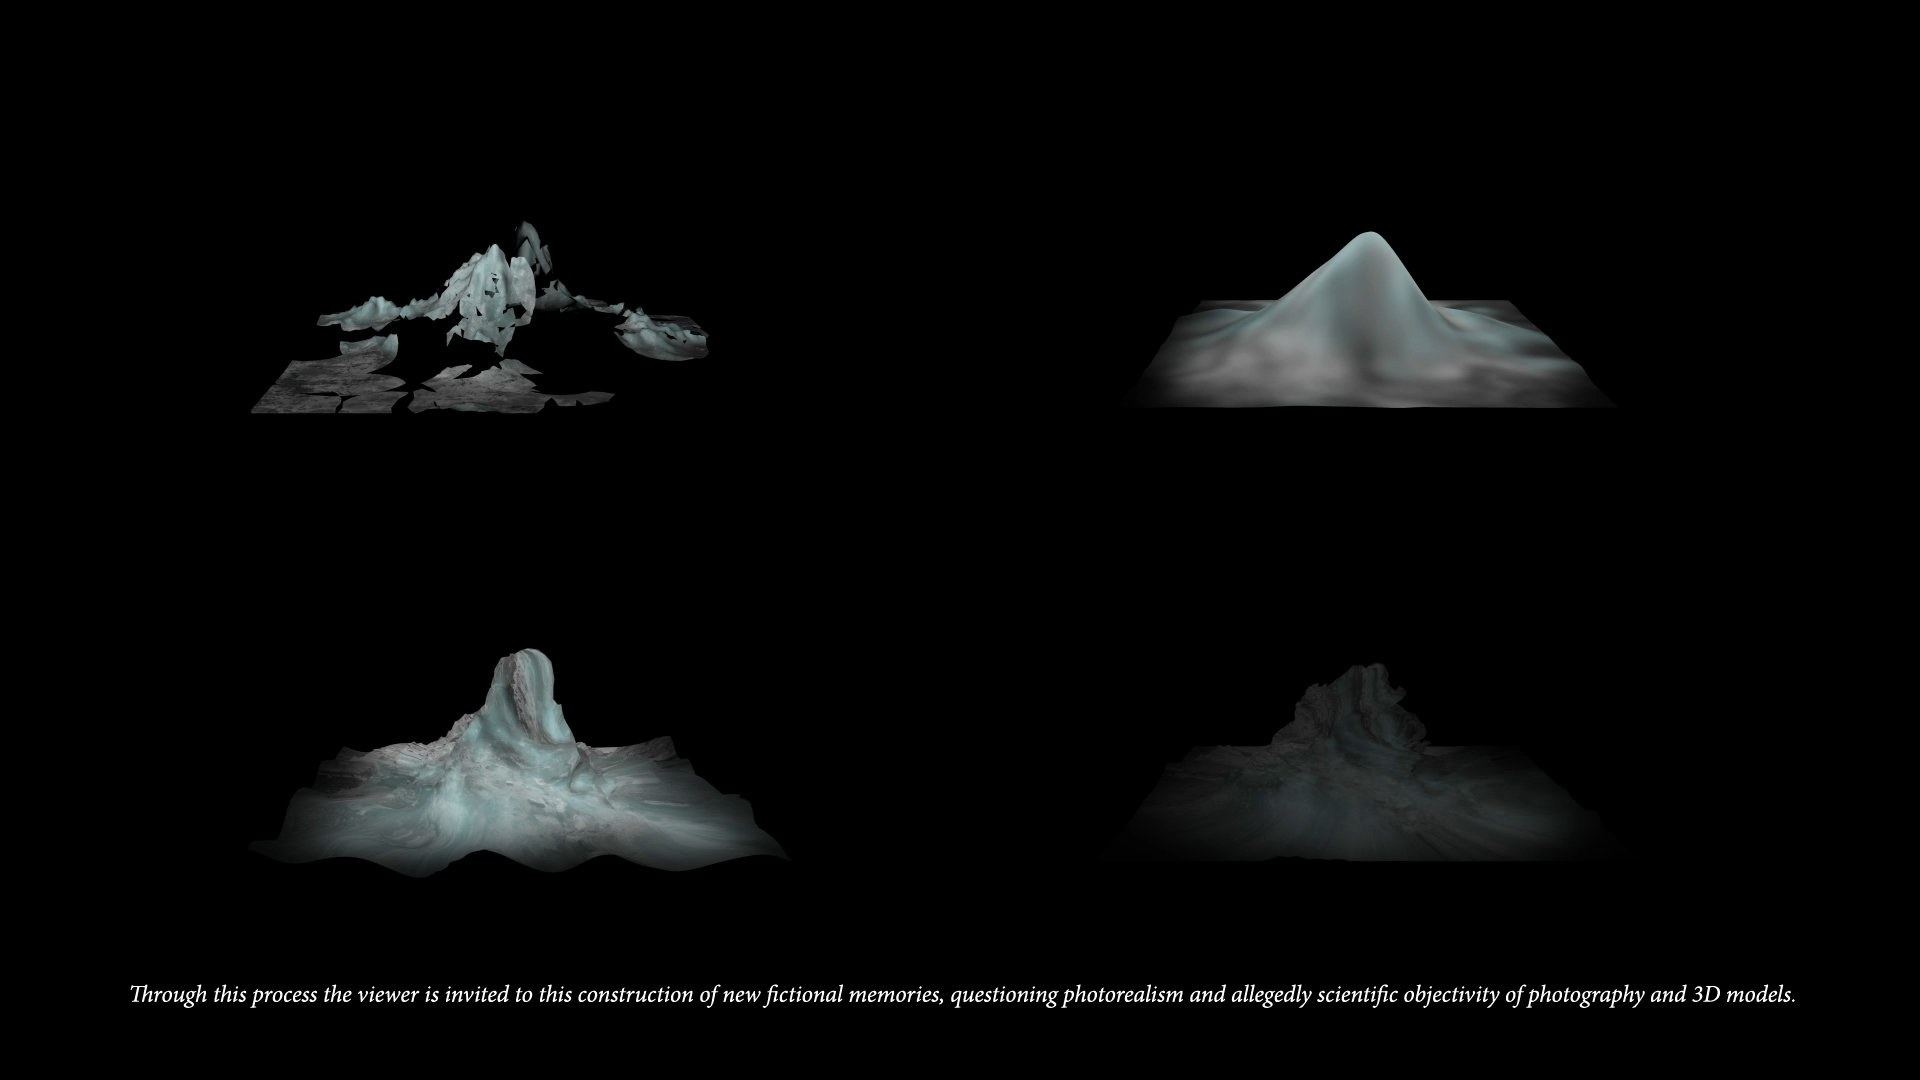 Through this process the viewer is invited to this construction of new fictional memories, questioning photorealism and allegedly scientific objectivity of photography and 3D models.